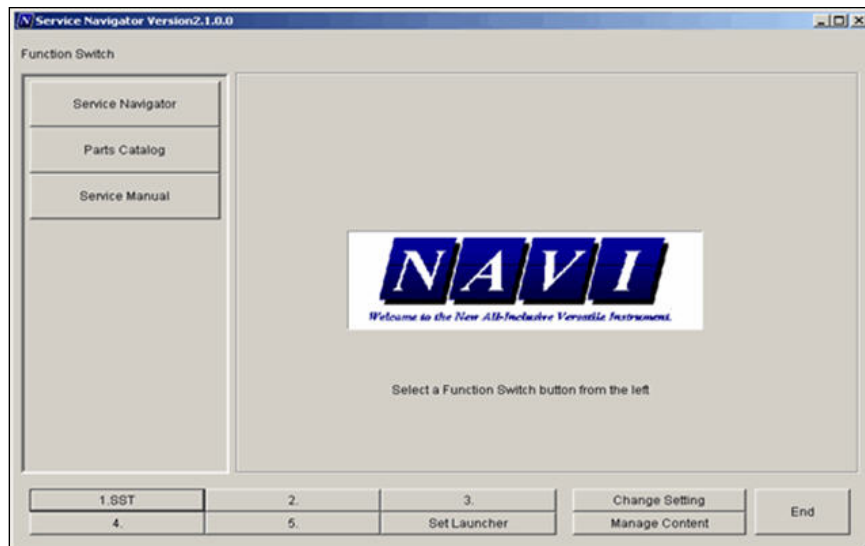 Service Navigator Version2.1.0.0
Function Switch
Service Navigator
Parts Catalog
Service Manual
NAVI
Welcome to the New All-Inclusive Versatile Instrument.
Select a Function Switch button from the left
1.SST
2.
3.
Change Setting
End
4.
5.
Set Launcher
Manage Content